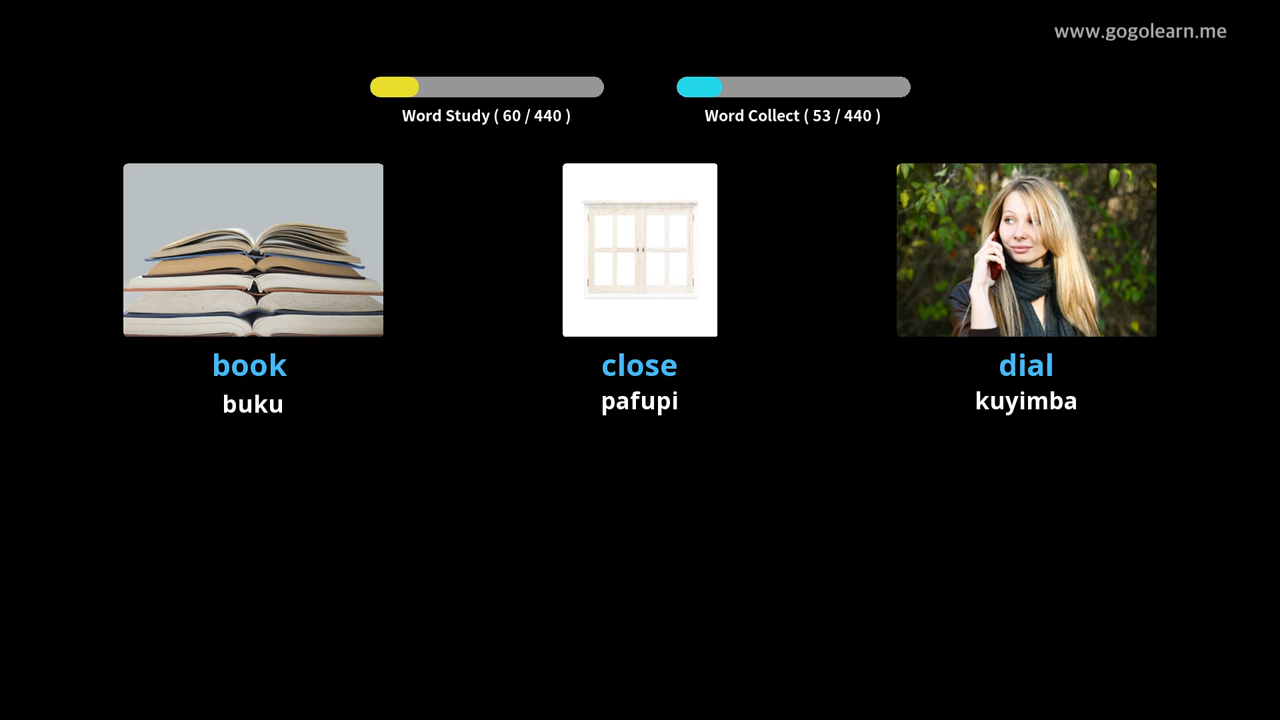 www.gogolearn.me
Word Study ( 60 / 440 )
Word Collect ( 53 / 440 )
book
buku
close
pafupi
dial
kuyimba